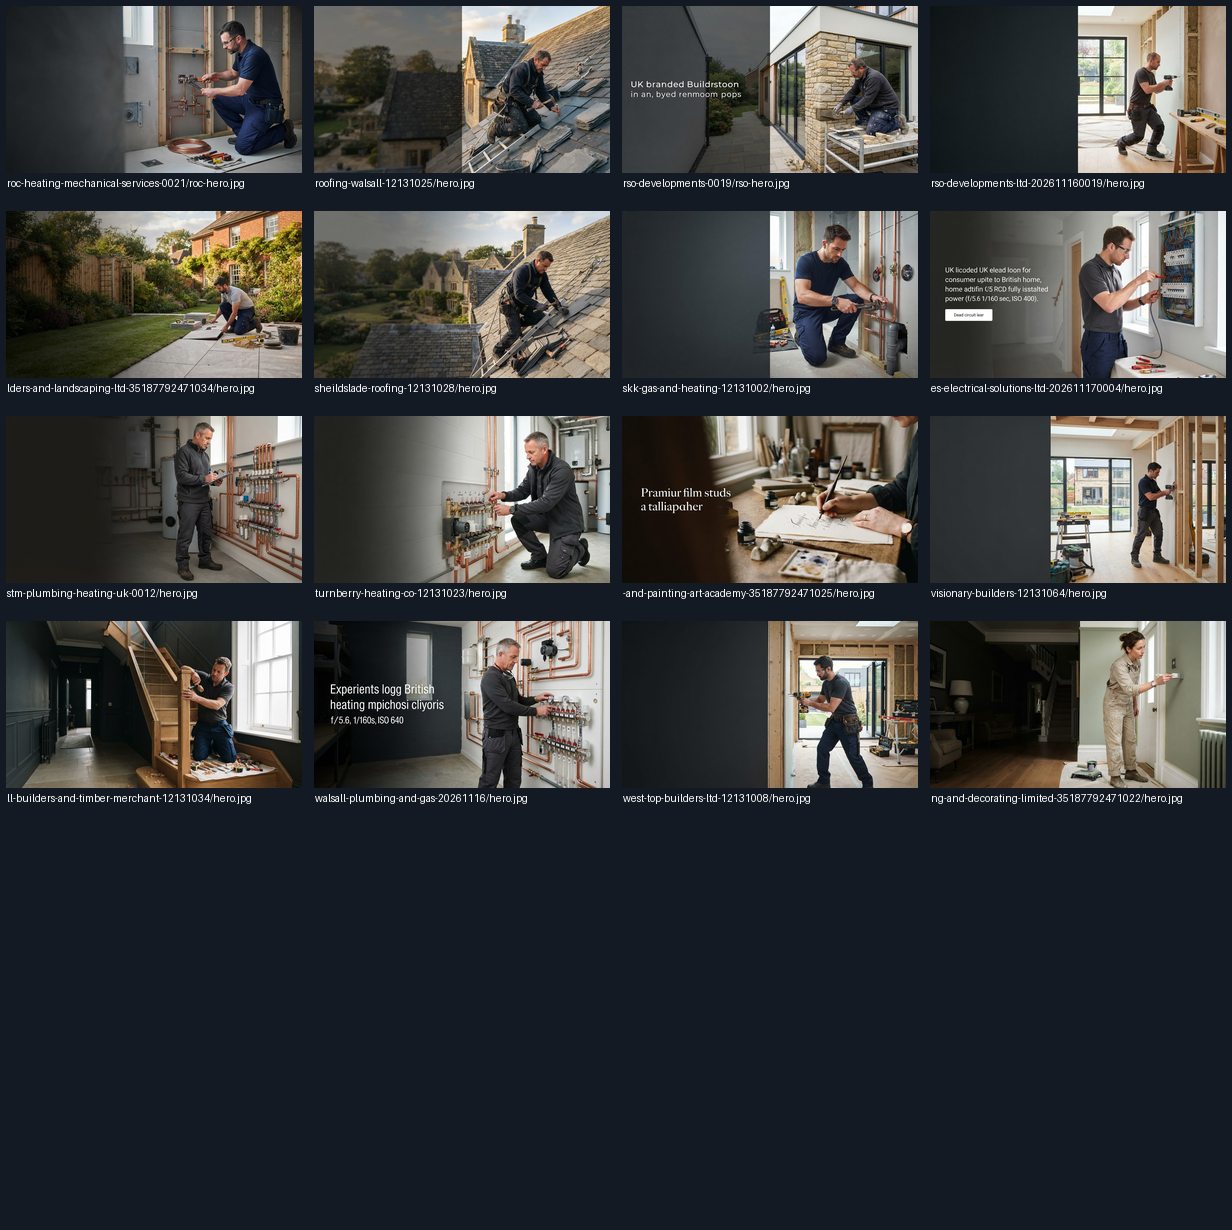 UK branded Buildrstoon
in an, byed renmoom pops
roc-heating-mechanical-services-0021/roc-hero.jpg
roofing-walsall-12131025/hero.jpg
rso-developments-0019/rso-hero.jpg
rso-developments-ltd-202611160019/hero.jpg
UK licoded UK elead loon for
consumer upite to British home,
home adtifin G5 RCD fully isstalted
power (f/5.6 1/160 sec, ISO 400).
Dead circuit iwer
lders-and-landscaping-ltd-35187792471034/hero.jpg
sheildslade-roofing-12131028/hero.jpg
skk-gas-and-heating-12131002/hero.jpg
es-electrical-solutions-ltd-202611170004/hero.jpg
Pramiur film studs
a talliapαher
stm-plumbing-heating-uk-0012/hero.jpg
turnberry-heating-co-12131023/hero.jpg
-and-painting-art-academy-35187792471025/hero.jpg
visionary-builders-12131064/hero.jpg
Experients logg British
heating mpichosi cliyoris
f/5.6, 1/160s, ISO 640
ll-builders-and-timber-merchant-12131034/hero.jpg
walsall-plumbing-and-gas-20261116/hero.jpg
west-top-builders-ltd-12131008/hero.jpg
ng-and-decorating-limited-35187792471022/hero.jpg